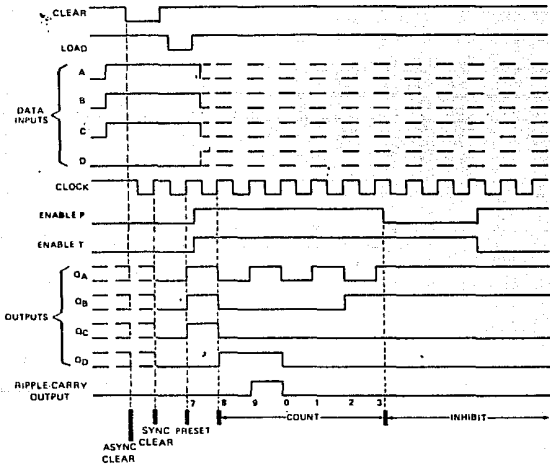 CLEAR
LOAD
A
B
DATA INPUTS
C
D
CLOCK
ENABLE P
ENABLE T
QA
QB
OUTPUTS
QC
QD
RIPPLE-CARRY OUTPUT
7 8 9 0 1 2 3
COUNT
INHIBIT
SYNC CLEAR
PRESET
ASYNC CLEAR